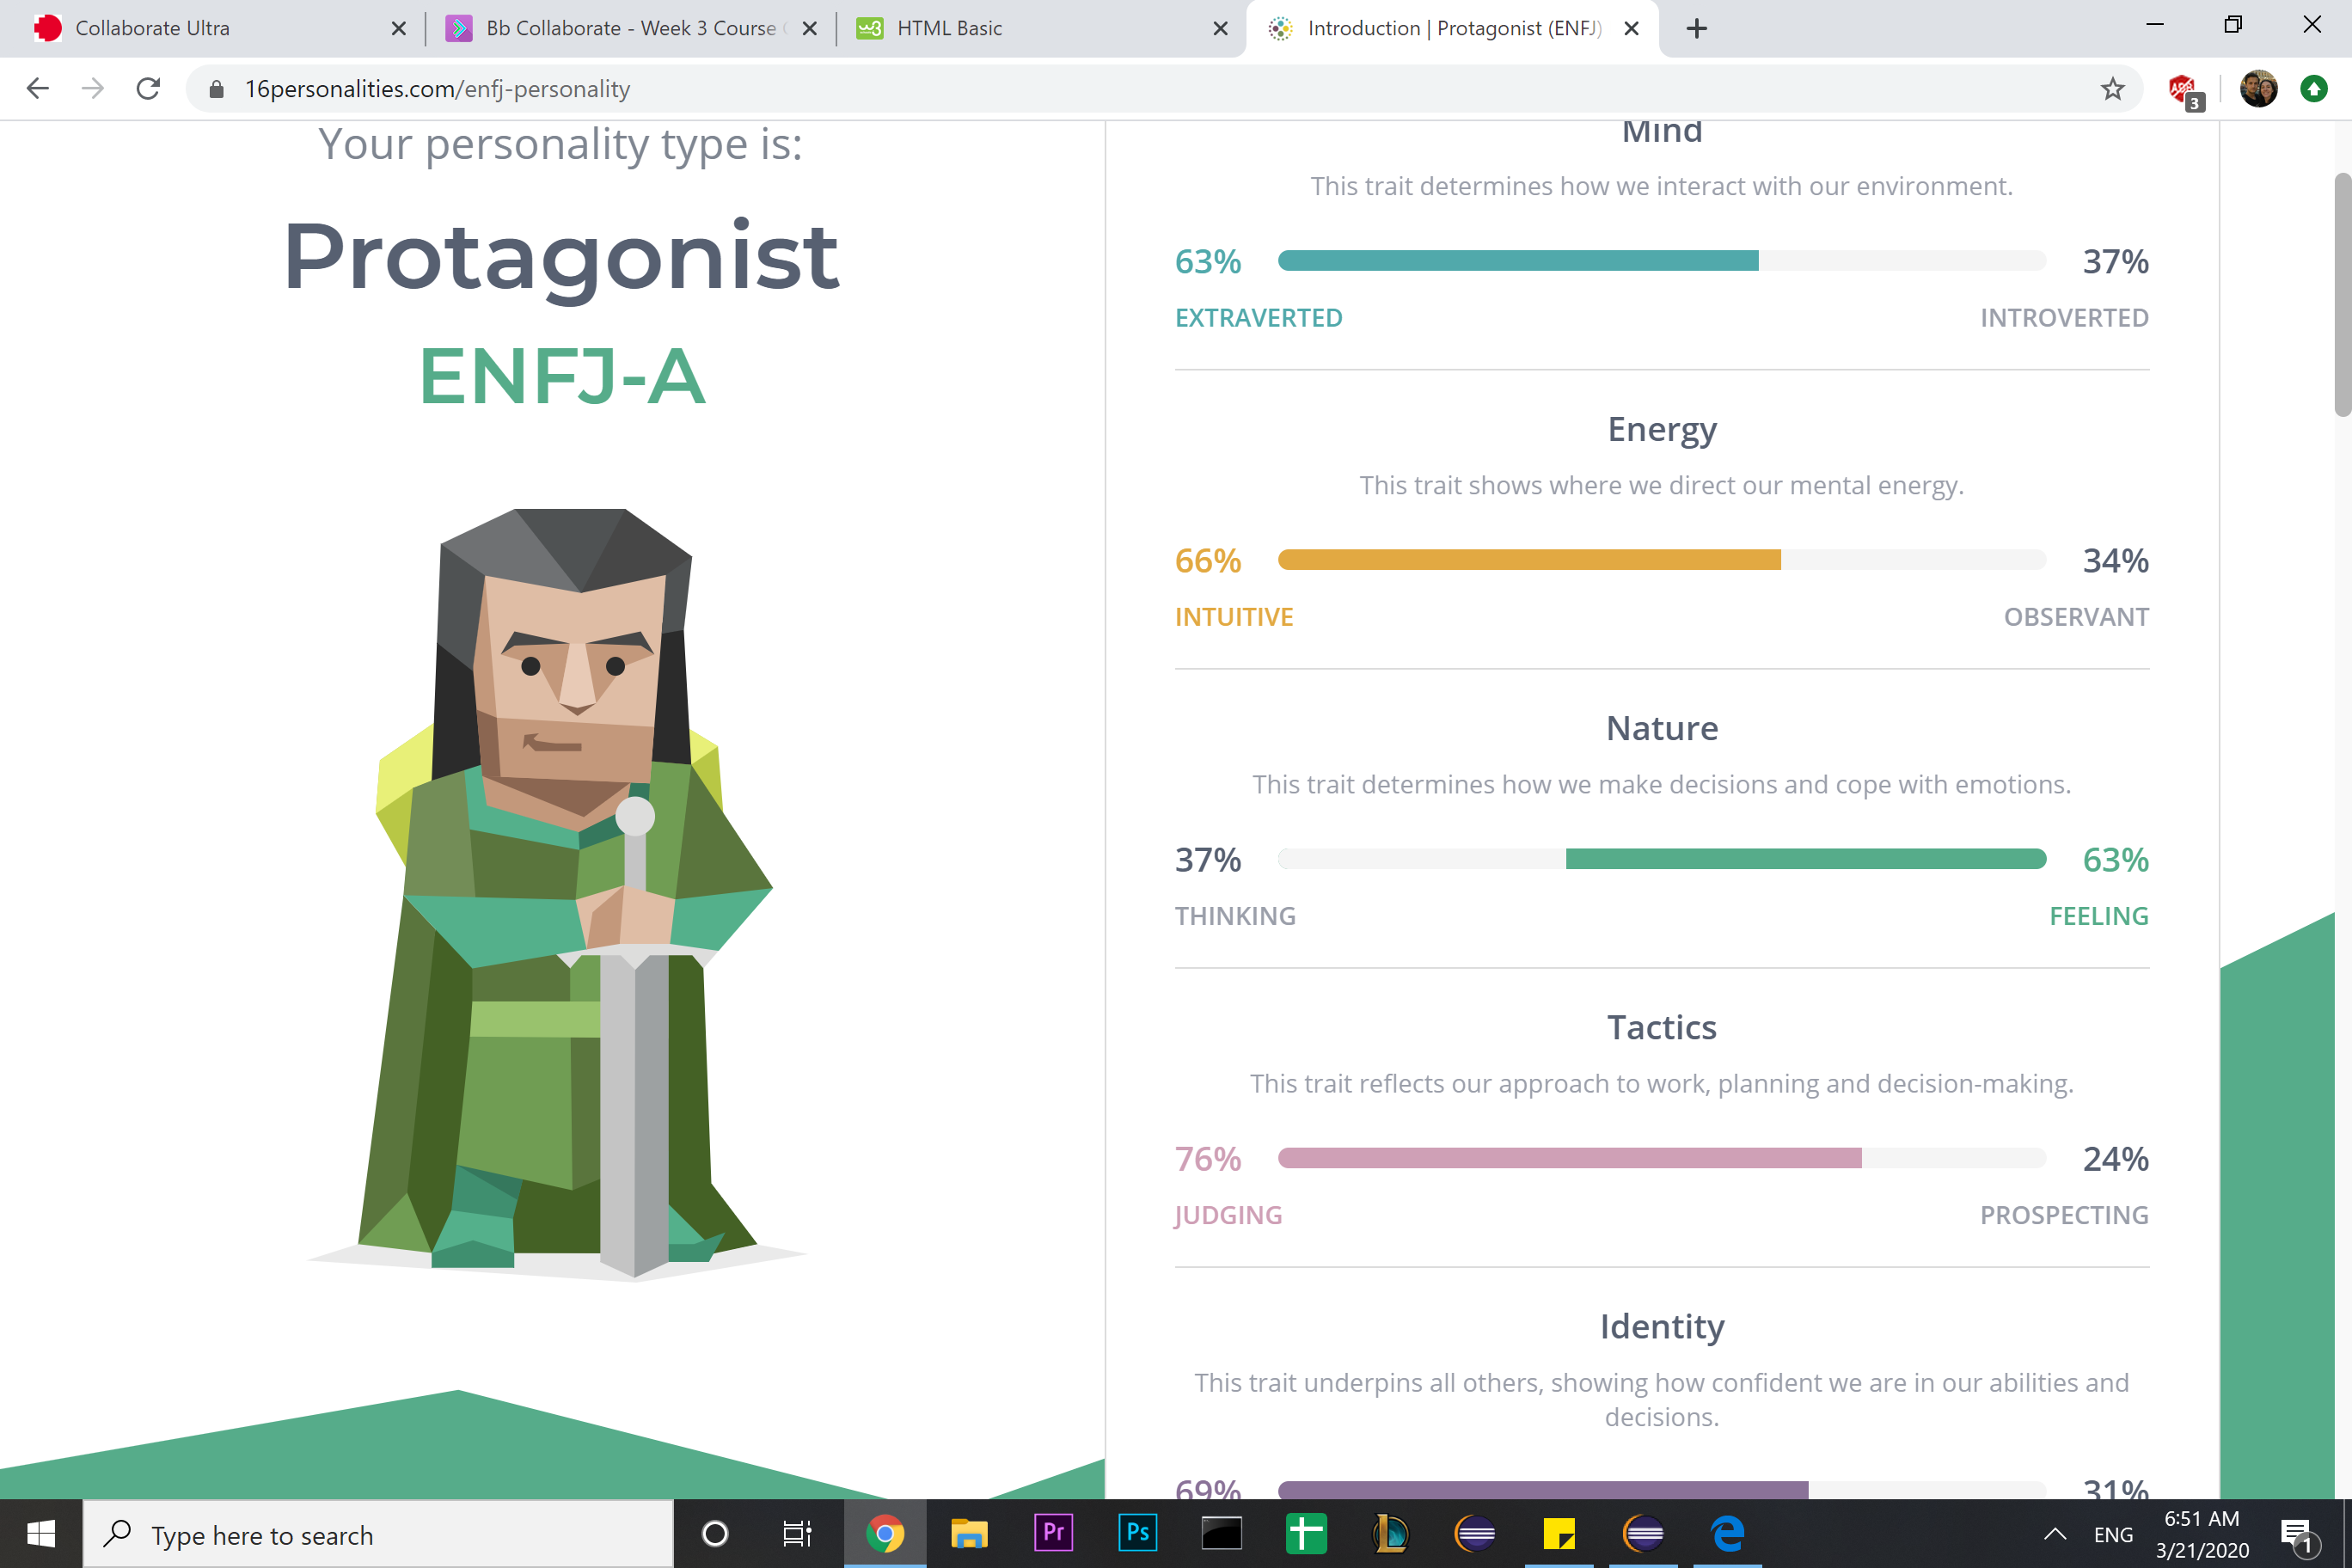 Collaborate Ultra
Bb Collaborate - Week 3 Course
HTML Basic
Introduction | Protagonist (ENFJ)
16personalities.com/enfj-personality
ABP
3
Your personality type is:
Protagonist
ENFJ-A
Mind
This trait determines how we interact with our environment.
63% 37%
EXTRAVERTED INTROVERTED
Energy
This trait shows where we direct our mental energy.
66% 34%
INTUITIVE OBSERVANT
Nature
This trait determines how we make decisions and cope with emotions.
37% 63%
THINKING FEELING
Tactics
This trait reflects our approach to work, planning and decision-making.
76% 24%
JUDGING PROSPECTING
Identity
This trait underpins all others, showing how confident we are in our abilities and
decisions.
69% 31%
Type here to search
Pr
Ps
ENG
6:51 AM
3/21/2020
1